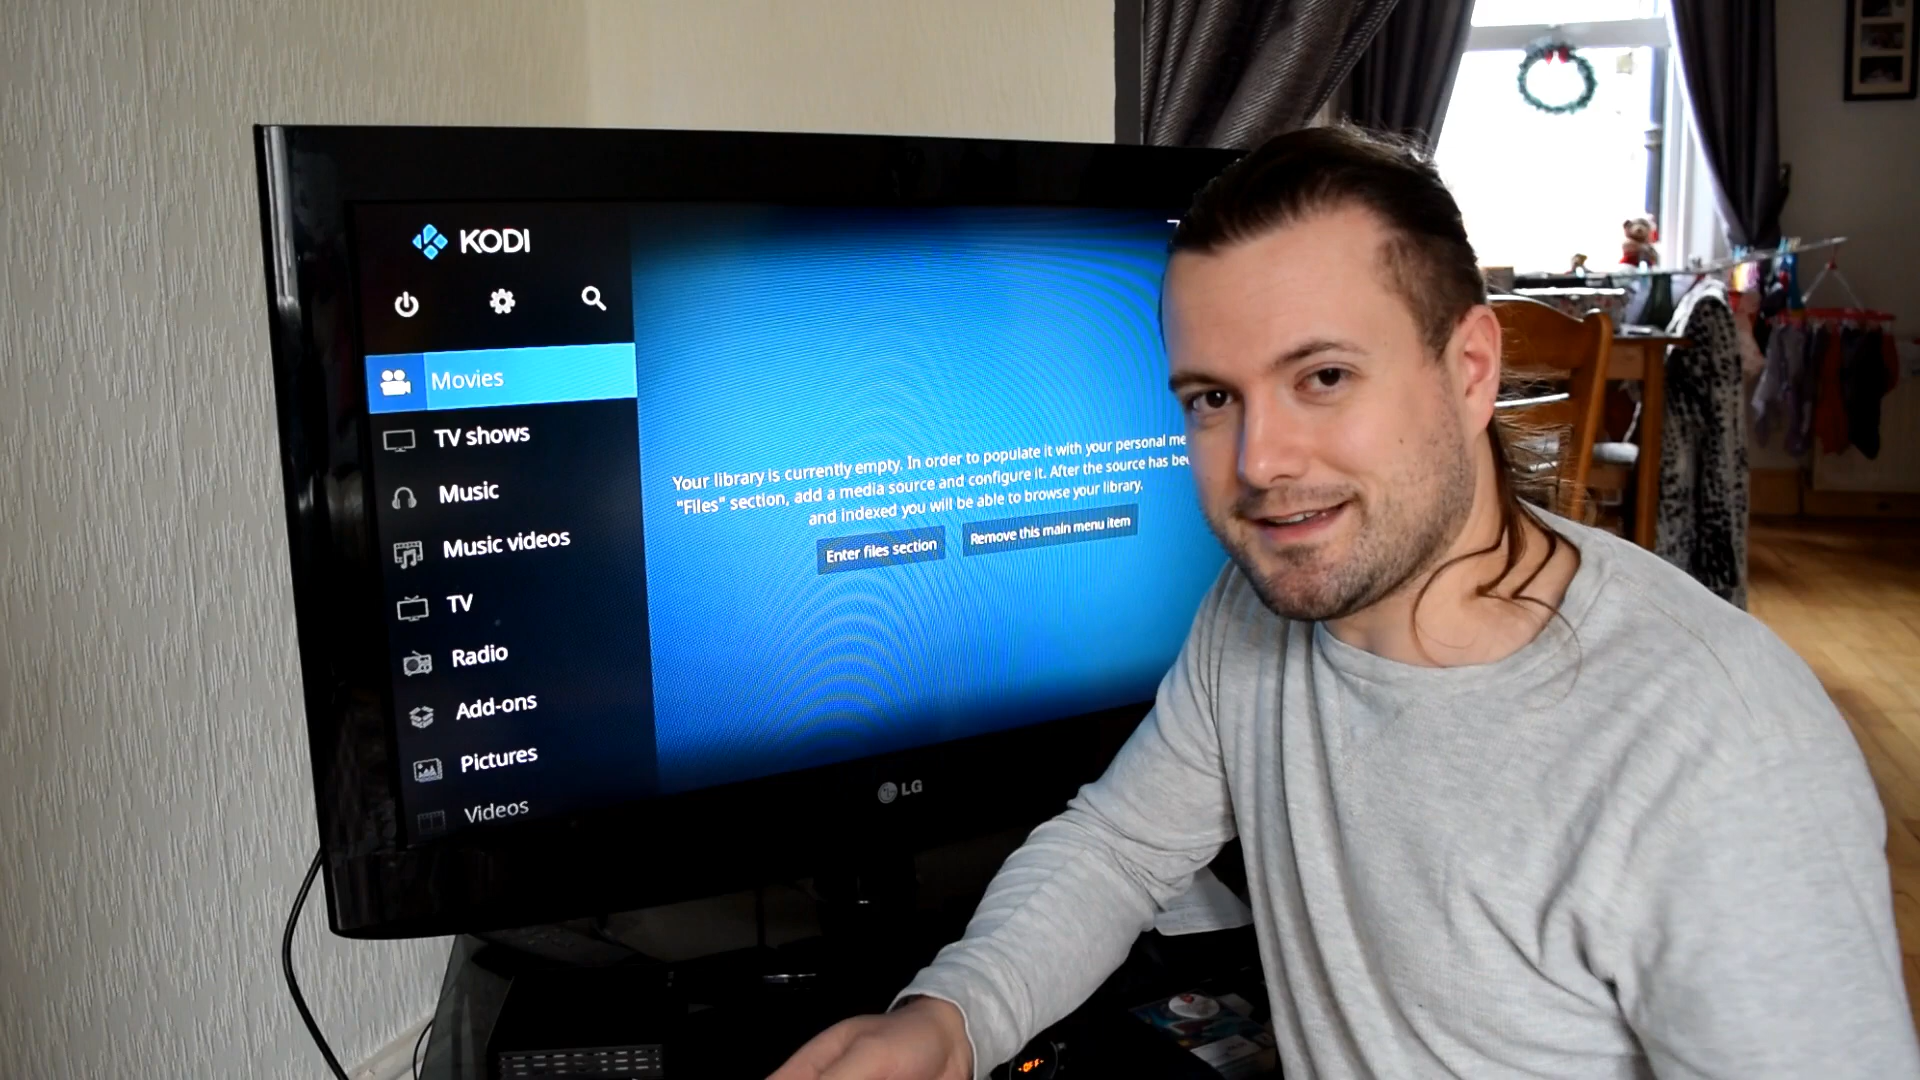 KODI
7
Movies
TV shows
Music
Music videos
TV
Radio
Add-ons
Pictures
Videos
Your library is currently empty. In order to populate it with your personal me
"Files" section, add a media source and configure it. After the source has bee
and indexed you will be able to browse your library.
Enter files section
Remove this main menu item
LG
-OFF-